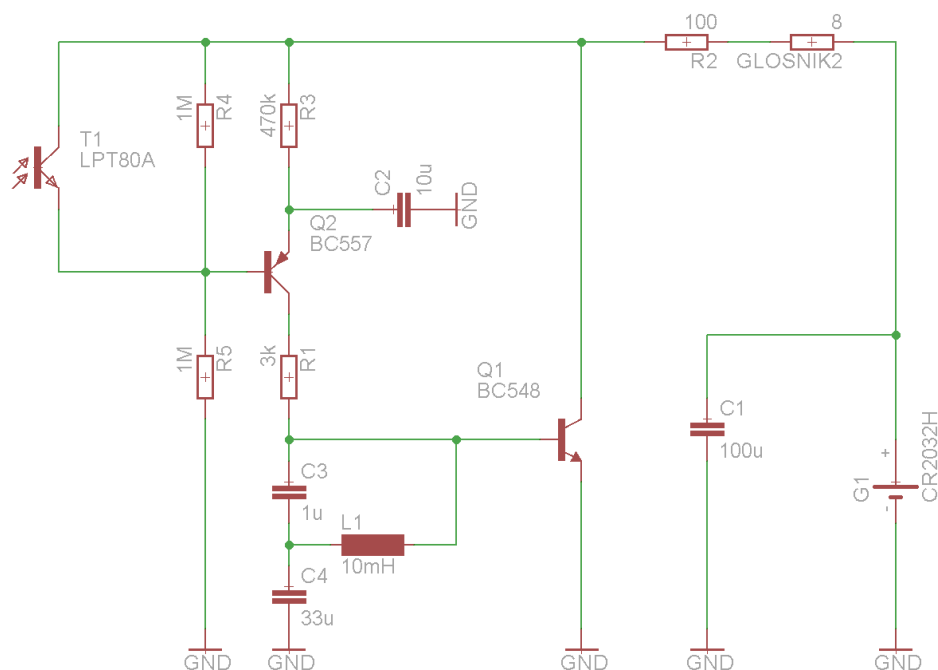 100
R2
8
GLOSNIK2
T1
LPT80A
1M
R4
470k
R3
C2
10u
GND
Q2
BC557
1M
R5
3k
R1
Q1
BC548
C1
100u
+
-
G1
CR2032H
C3
1u
L1
10mH
C4
33u
GND
GND
GND
GND
GND